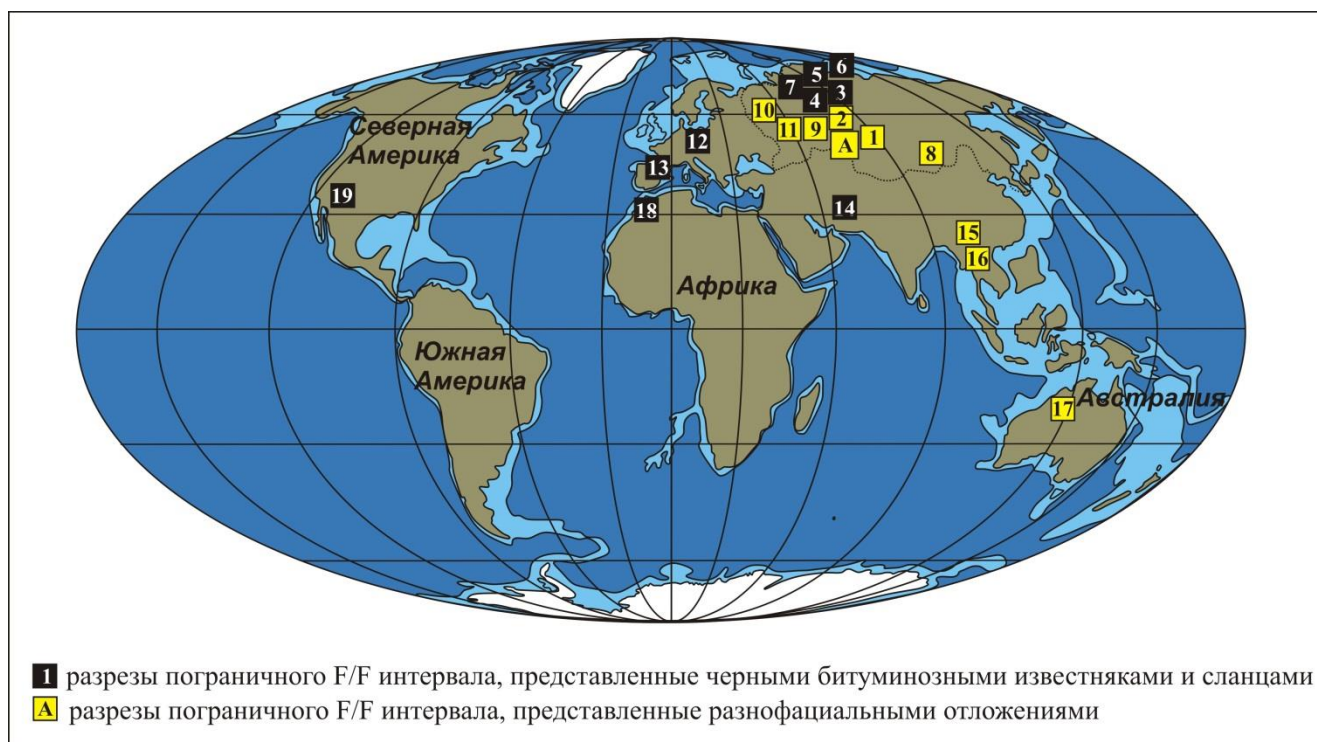 6
5
7
3
4
10
2
11
9
1
A
8
Северная
Америка
12
13
19
18
14
15
16
Африка
Южная
Америка
Австралия
17
1 разрезы пограничного F/F интервала, представленные черными битуминозными известняками и сланцами
A разрезы пограничного F/F интервала, представленные разнофациальными отложениями